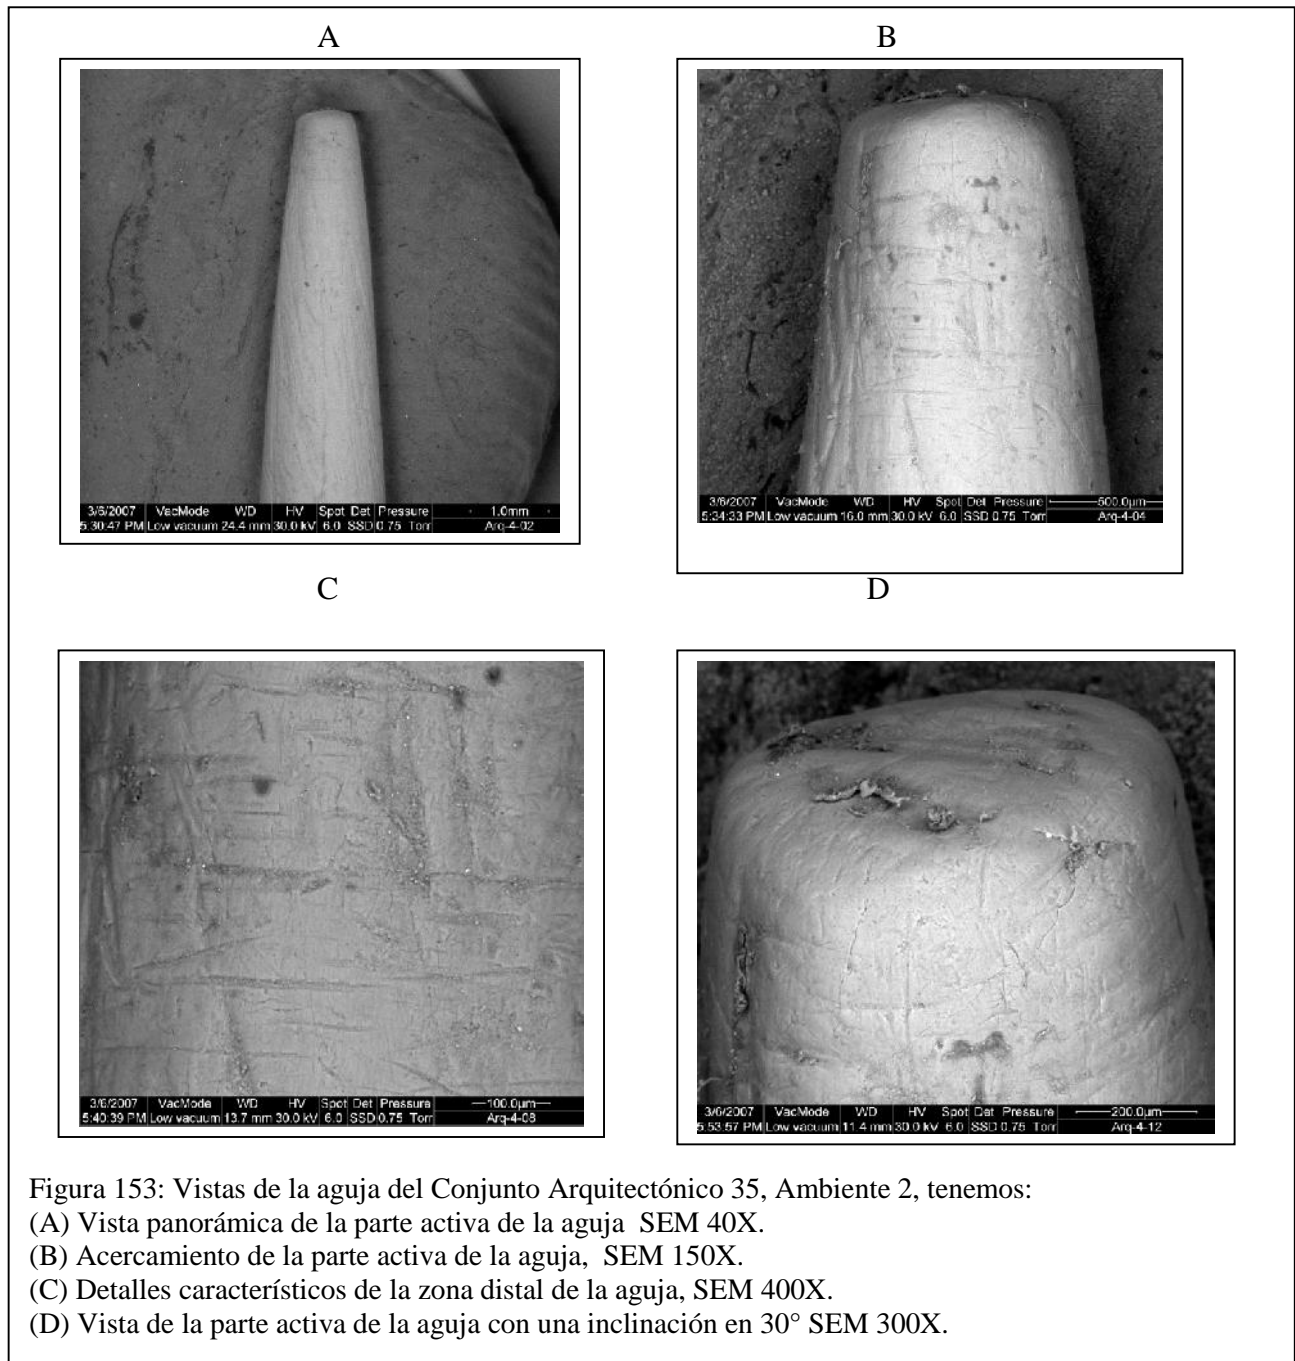 A
B
3/6/2007 VacMode WD HV Spot Det Pressure 1.0mm
5:30:47 PM Low vacuum 24.4 mm 30.0 kV 6.0 SSD 0.75 Torr Arq-4-02
3/6/2007 VacMode WD HV Spot Det Pressure 500.0µm
5:34:33 PM Low vacuum 16.0 mm 30.0 kV 6.0 SSD 0.75 Torr Arq-4-04
C
D
3/6/2007 VacMode WD HV Spot Det Pressure 100.0µm
5:40:39 PM Low vacuum 13.7 mm 30.0 kV 6.0 SSD 0.75 Torr Arq-4-08
3/6/2007 VacMode WD HV Spot Det Pressure 200.0µm
5:53:57 PM Low vacuum 11.4 mm 30.0 kV 6.0 SSD 0.75 Torr Arq-4-12
Figura 153: Vistas de la aguja del Conjunto Arquitectónico 35, Ambiente 2, tenemos:
(A) Vista panorámica de la parte activa de la aguja SEM 40X.
(B) Acercamiento de la parte activa de la aguja, SEM 150X.
(C) Detalles característicos de la zona distal de la aguja, SEM 400X.
(D) Vista de la parte activa de la aguja con una inclinación en 30° SEM 300X.